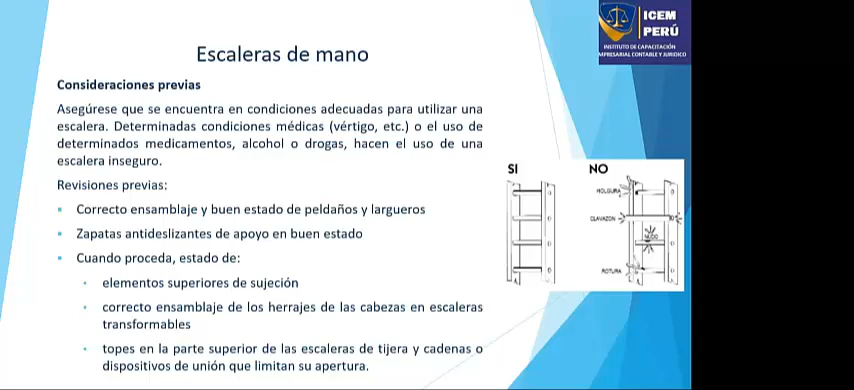 ICEM
PERÚ
INSTITUTO DE CAPACITACIÓN
EMPRESARIAL CONTABLE Y JURIDICO
Escaleras de mano
Consideraciones previas
Asegúrese que se encuentra en condiciones adecuadas para utilizar una
escalera. Determinadas condiciones médicas (vértigo, etc.) o el uso de
determinados medicamentos, alcohol o drogas, hacen el uso de una
escalera inseguro.
Revisiones previas:
Correcto ensamblaje y buen estado de peldaños y largueros
Zapatas antideslizantes de apoyo en buen estado
Cuando proceda, estado de:
elementos superiores de sujeción
correcto ensamblaje de los herrajes de las cabezas en escaleras
transformables
topes en la parte superior de las escaleras de tijera y cadenas o
dispositivos de unión que limitan su apertura.
SI
NO
HOLGURA
CLAVAZON
NUDO
ROTURA